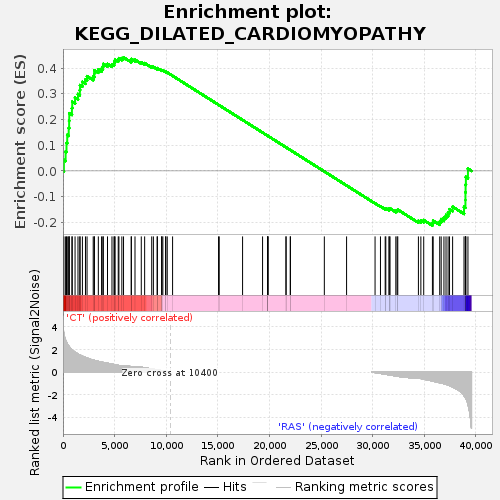 Enrichment plot:
KEGG_DILATED_CARDIOMYOPATHY
Enrichment score (ES)
0.4
0.3
0.2
0.1
0.0
-0.1
-0.2
'CT' (positively correlated)
Ranked list metric (Signal2Noise)
4
2
0
-2
-4
Zero cross at 10400
'RAS' (negatively correlated)
0
5,000
10,000
15,000
20,000
25,000
30,000
35,000
40,000
Rank in Ordered Dataset
Enrichment profile
Hits
Ranking metric scores